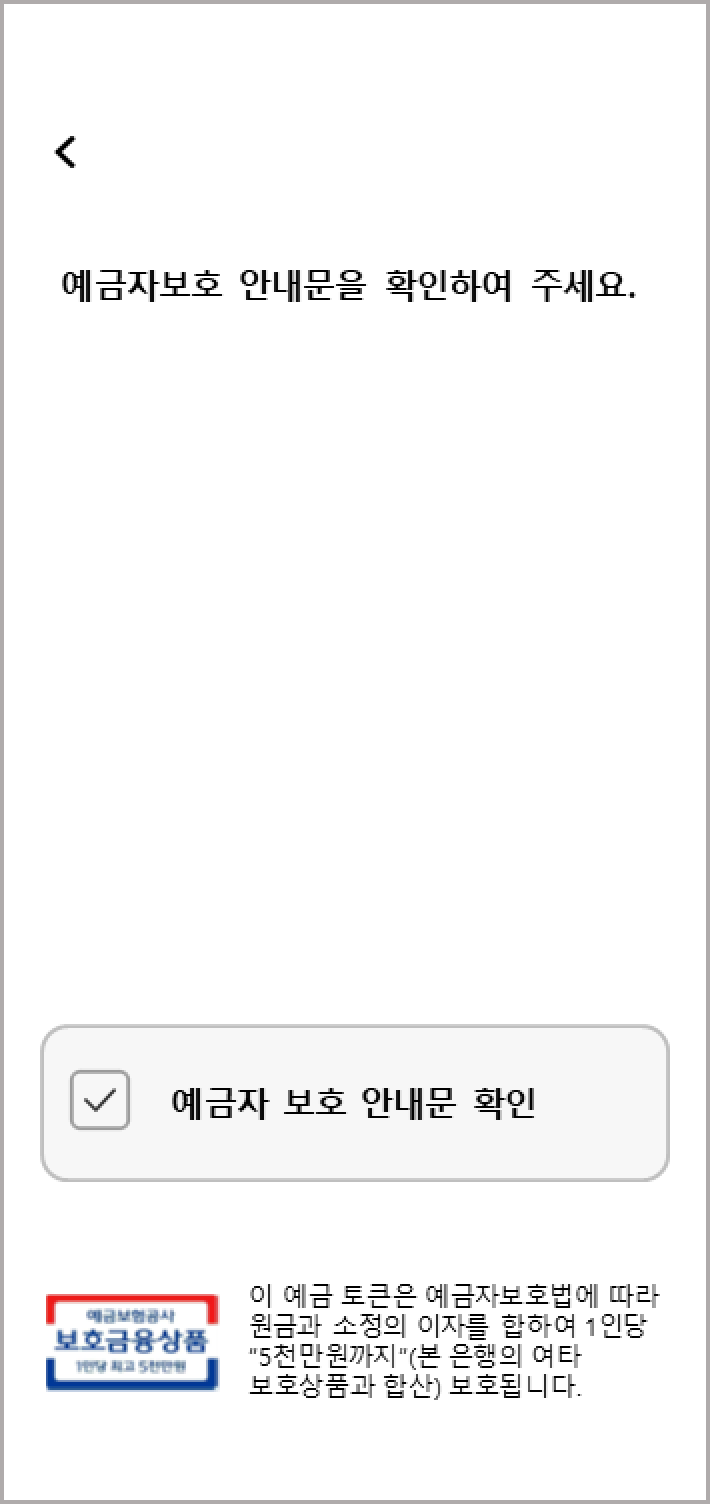 예금자보호 안내문을 확인하여 주세요.
예금자 보호 안내문 확인
예금보험공사
보호금융상품
1인당 최고 5천만원
이 예금 토큰은 예금자보호법에 따라
원금과 소정의 이자를 합하여 1인당
"5천만원까지"(본 은행의 여타
보호상품과 합산) 보호됩니다.